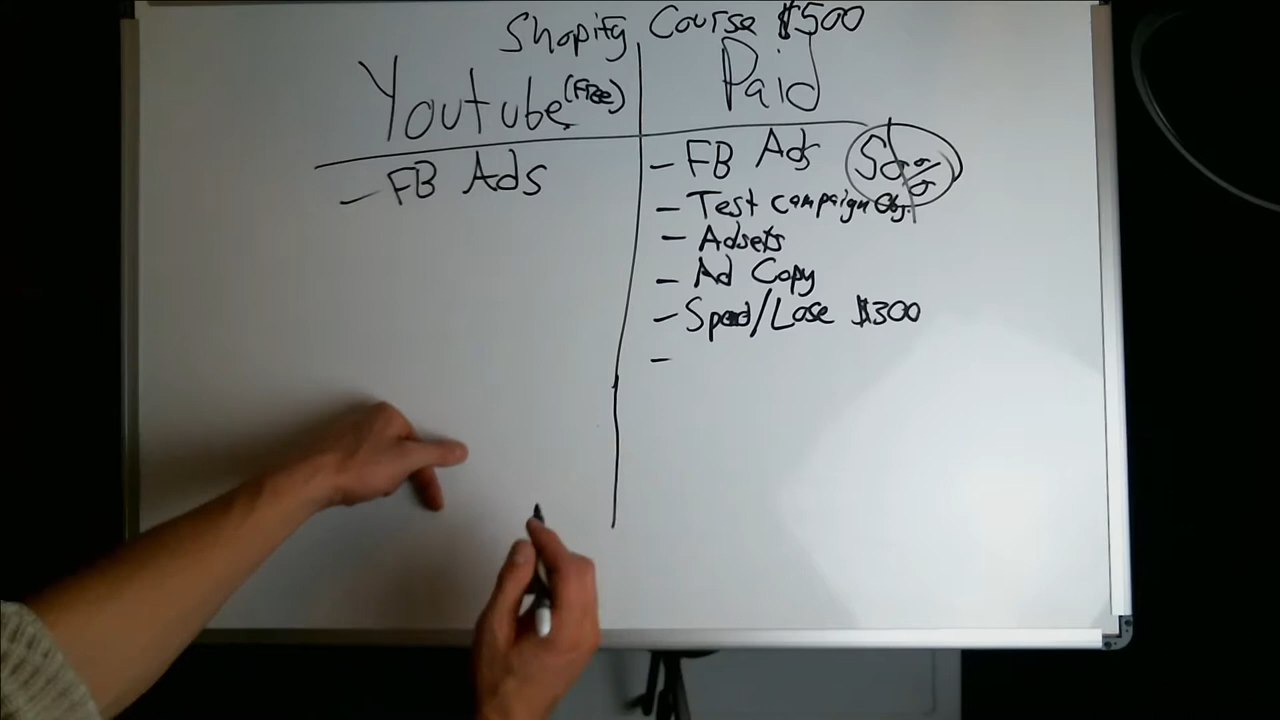 Shopify Course $500
Youtube (Free)
Paid
- FB Ads
- FB Ads
- Test campaign Obj.
- Adsets
- Ad Copy
- Spend/Lose $300
-